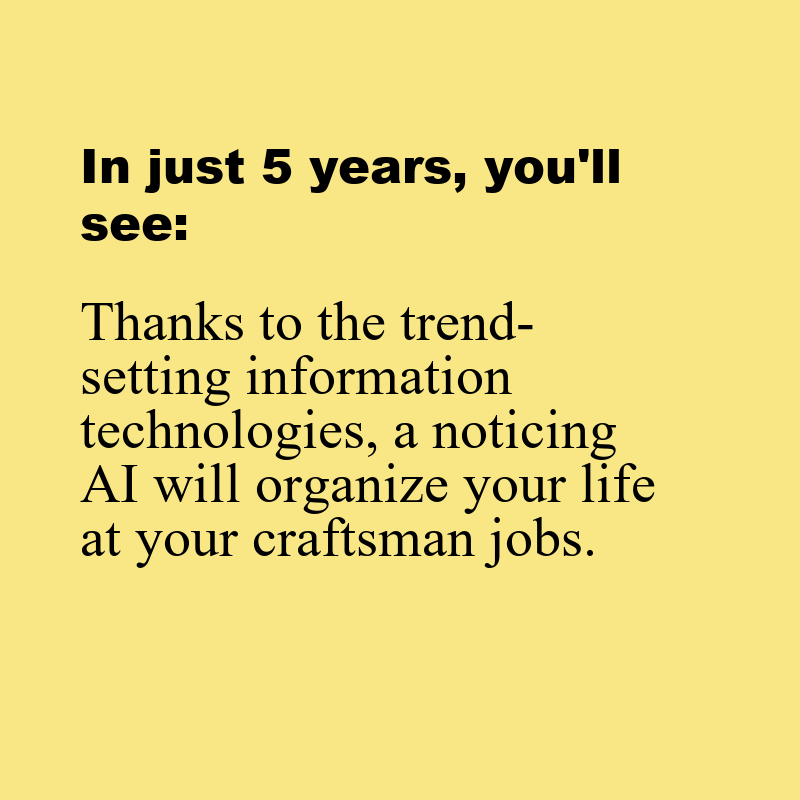 In just 5 years, you'll
see:
Thanks to the trend-
setting information
technologies, a noticing
AI will organize your life
at your craftsman jobs.